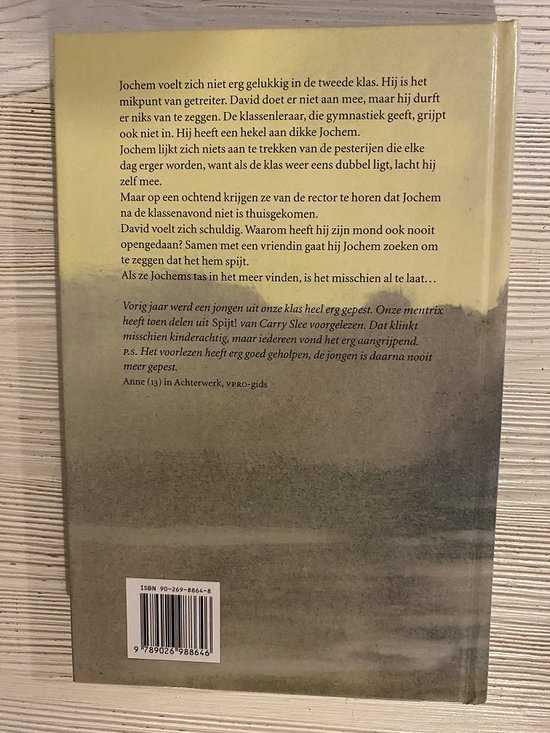 Jochem voelt zich niet erg gelukkig in de tweede klas. Hij is het
mikpunt van getreiter. David doet er niet aan mee, maar hij durft
er niks van te zeggen. De klassenleraar, die gymnastiek geeft, grijpt
ook niet in. Hij heeft een hekel aan dikke Jochem.
Jochem lijkt zich niets aan te trekken van de pesterijen die elke
dag erger worden, want als de klas weer eens dubbel ligt, lacht hij
zelf mee.
Maar op een ochtend krijgen ze van de rector te horen dat Jochem
na de klassenavond niet is thuisgekomen.
David voelt zich schuldig. Waarom heeft hij zijn mond ook nooit
opengedaan? Samen met een vriendin gaat hij Jochem zoeken om
te zeggen dat het hem spijt.
Als ze Jochems tas in het meer vinden, is het misschien al te laat...
Vorig jaar werd een jongen uit onze klas heel erg gepest. Onze mentrix
heeft toen delen uit Spijt! van Carry Slee voorgelezen. Dat klinkt
misschien kinderachtig, maar iedereen vond het erg aangrijpend.
P.S. Het voorlezen heeft erg goed geholpen, de jongen is daarna nooit
meer gepest.
Anne (13) in Achterwerk, VPRO-gids
ISBN 90-269-8864-8
9 789026 988646